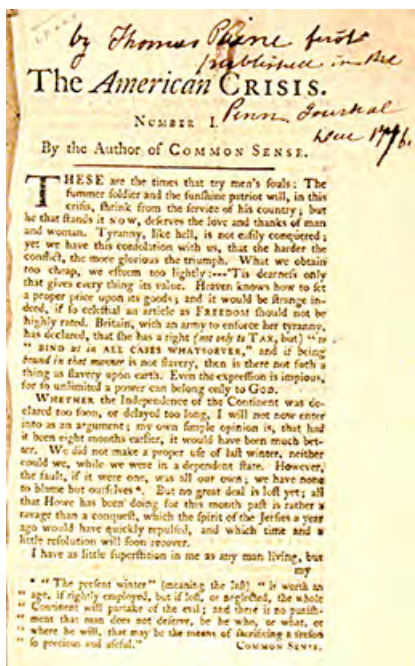 by Thomas Paine first
published in the
The American CRISIS.
Penn Journal
NUMBER I.
Dec 1776.
By the Author of COMMON SENSE.
THESE are the times that try men's souls: The
summer soldier and the sunshine patriot will, in this
crisis, shrink from the service of his country; but
he that stands it NOW, deserves the love and thanks of man
and woman. Tyranny, like hell, is not easily conquered;
yet we have this consolation with us, that the harder the
conflict, the more glorious the triumph. What we obtain
too cheap, we esteem too lightly:---'Tis dearness only
that gives every thing its value. Heaven knows how to set
a proper price upon its goods; and it would be strange in-
deed, if so celestial an article as FREEDOM should not be
highly rated. Britain, with an army to enforce her tyranny,
has declared, that she has a right (not only to TAX, but) "to
" BIND us in ALL CASES WHATSOEVER," and if being
bound in that manner is not slavery, then is there not such a
thing as slavery upon earth. Even the expression is impious,
for so unlimited a power can belong only to GOD.
WHETHER the Independence of the Continent was de-
clared too soon, or delayed too long, I will not now enter
into as an argument; my own simple opinion is, that had
it been eight months earlier, it would have been much bet-
ter. We did not make a proper use of last winter, neither
could we, while we were in a dependent state. However,
the fault, if it were one, was all our own; we have none
to blame but ourselves *. But no great deal is lost yet; all
that Howe has been doing for this month past is rather a
ravage than a conquest, which the spirit of the Jersies a year
ago would have quickly repulsed, and which time and a
little resolution will soon recover.
I have as little superstition in me as any man living, but
my
* " The present winter" (meaning the last) " is worth an
" age, if rightly employed, but if lost, or neglected, the whole
" Continent will partake of the evil; and there is no punish-
" ment that man does not deserve, be he who, or what, or
" where he will, that may be the means of sacrificing a season
" so precious and useful." COMMON SENSE.